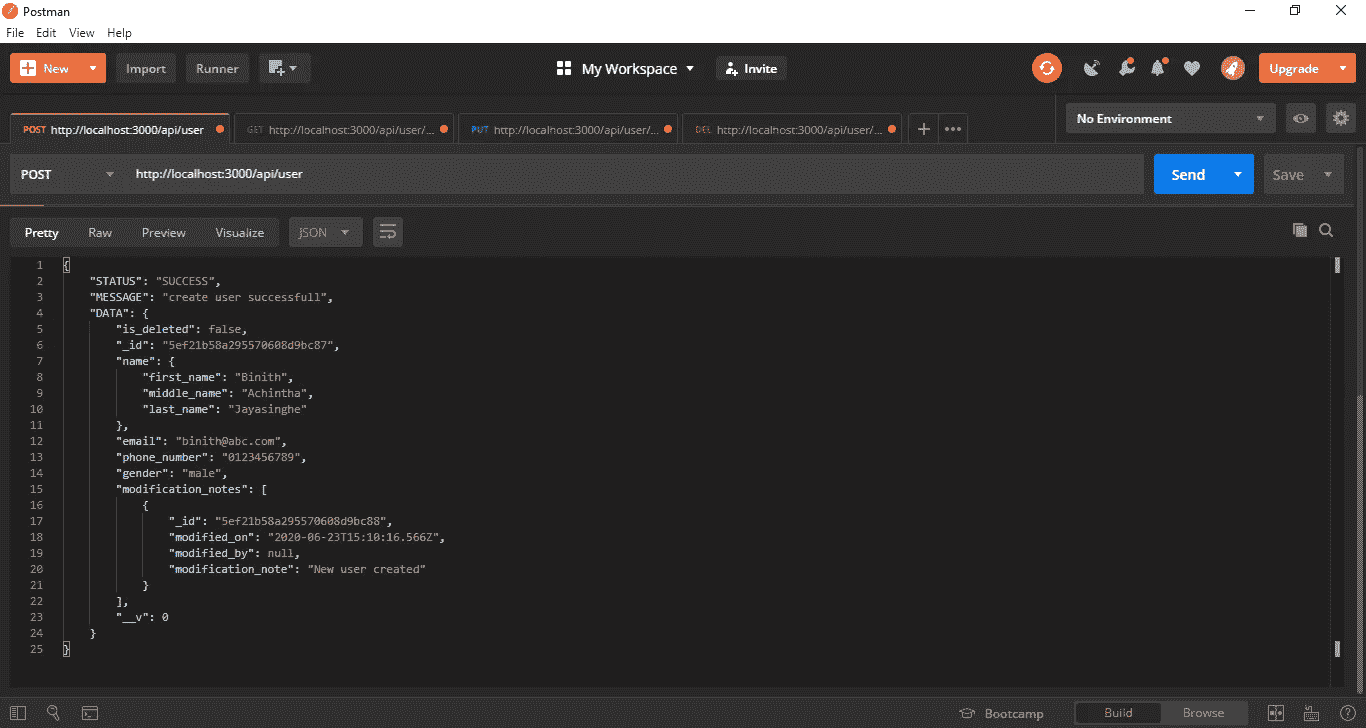 Postman
File Edit View Help
New Import Runner My Workspace Invite Upgrade
POST http://localhost:3000/api/user GET http://localhost:3000/api/user/... PUT http://localhost:3000/api/user/... DEL http://localhost:3000/api/user/... No Environment
POST http://localhost:3000/api/user Send Save
Pretty Raw Preview Visualize JSON
1 {
2 "STATUS": "SUCCESS",
3 "MESSAGE": "create user successfull",
4 "DATA": {
5 "is_deleted": false,
6 "_id": "5ef21b58a295570608d9bc87",
7 "name": {
8 "first_name": "Binith",
9 "middle_name": "Achintha",
10 "last_name": "Jayasinghe"
11 },
12 "email": "binith@abc.com",
13 "phone_number": "0123456789",
14 "gender": "male",
15 "modification_notes": [
16 {
17 "_id": "5ef21b58a295570608d9bc88",
18 "modified_on": "2020-06-23T15:10:16.566Z",
19 "modified_by": null,
20 "modification_note": "New user created"
21 }
22 ],
23 "__v": 0
24 }
25 }
Bootcamp Build Browse